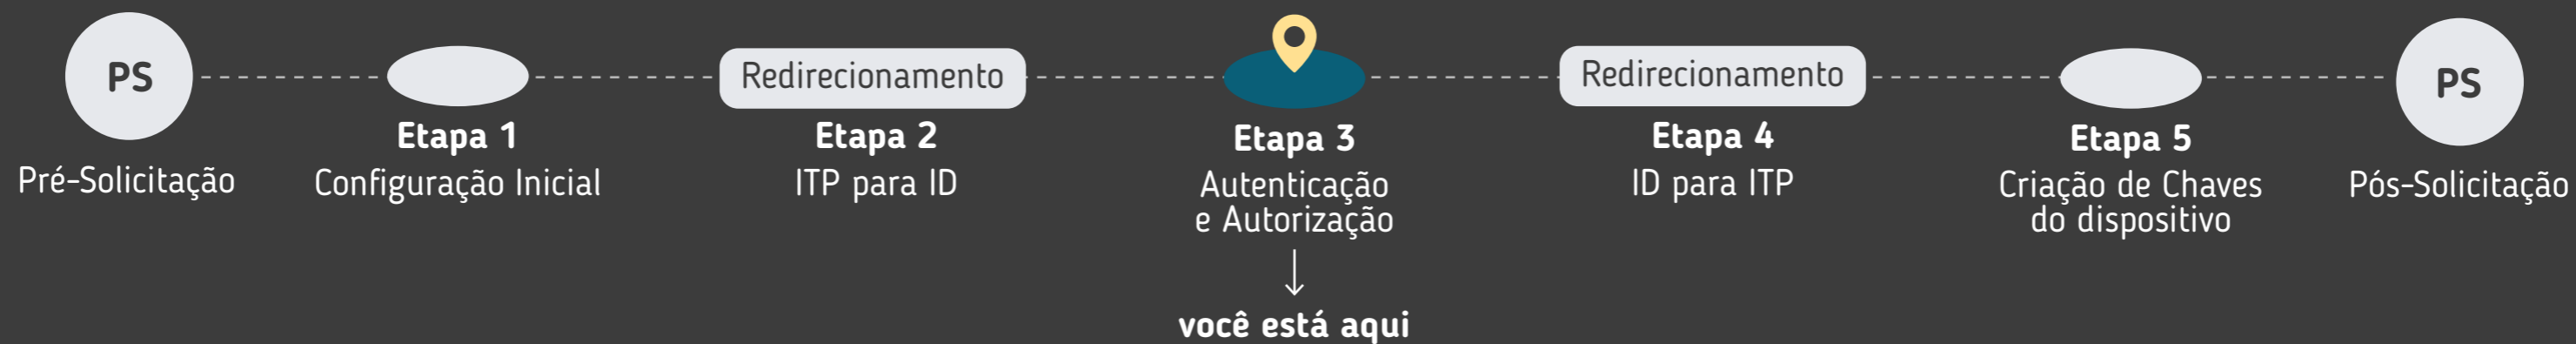 PS
Pré-Solicitação
Etapa 1
Configuração Inicial
Redirecionamento
Etapa 2
ITP para ID
Etapa 3
Autenticação
e Autorização
você está aqui
Redirecionamento
Etapa 4
ID para ITP
Etapa 5
Criação de Chaves
do dispositivo
PS
Pós-Solicitação